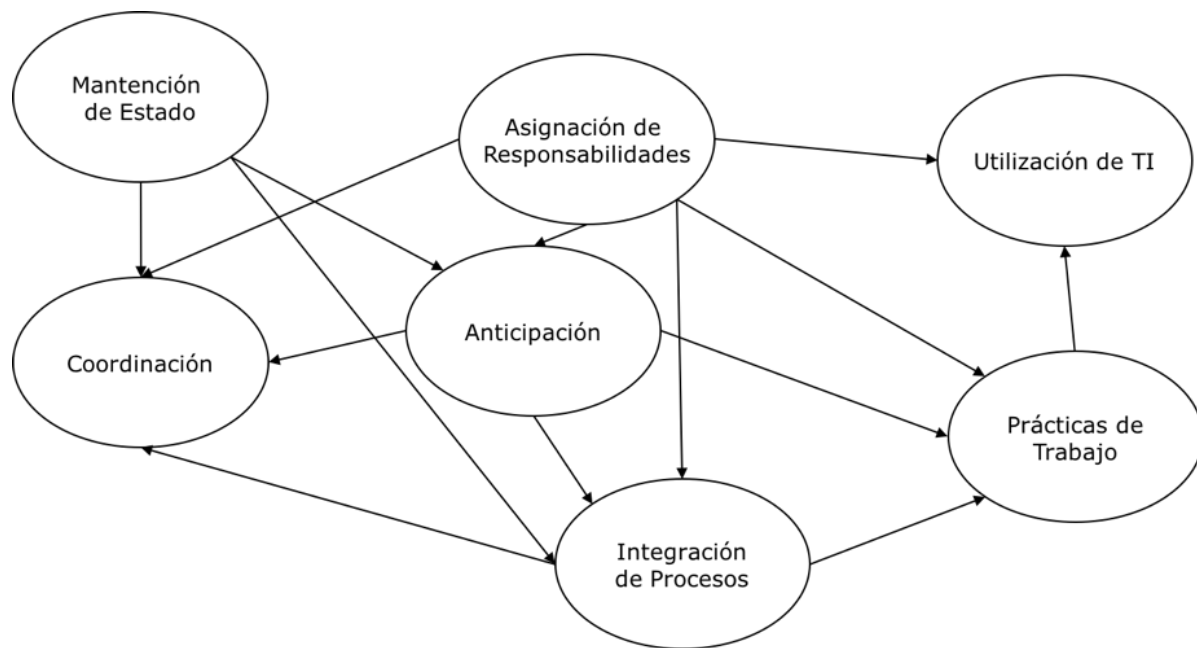 Mantención
de Estado
Asignación de
Responsabilidades
Utilización de TI
Coordinación
Anticipación
Prácticas de
Trabajo
Integración
de Procesos